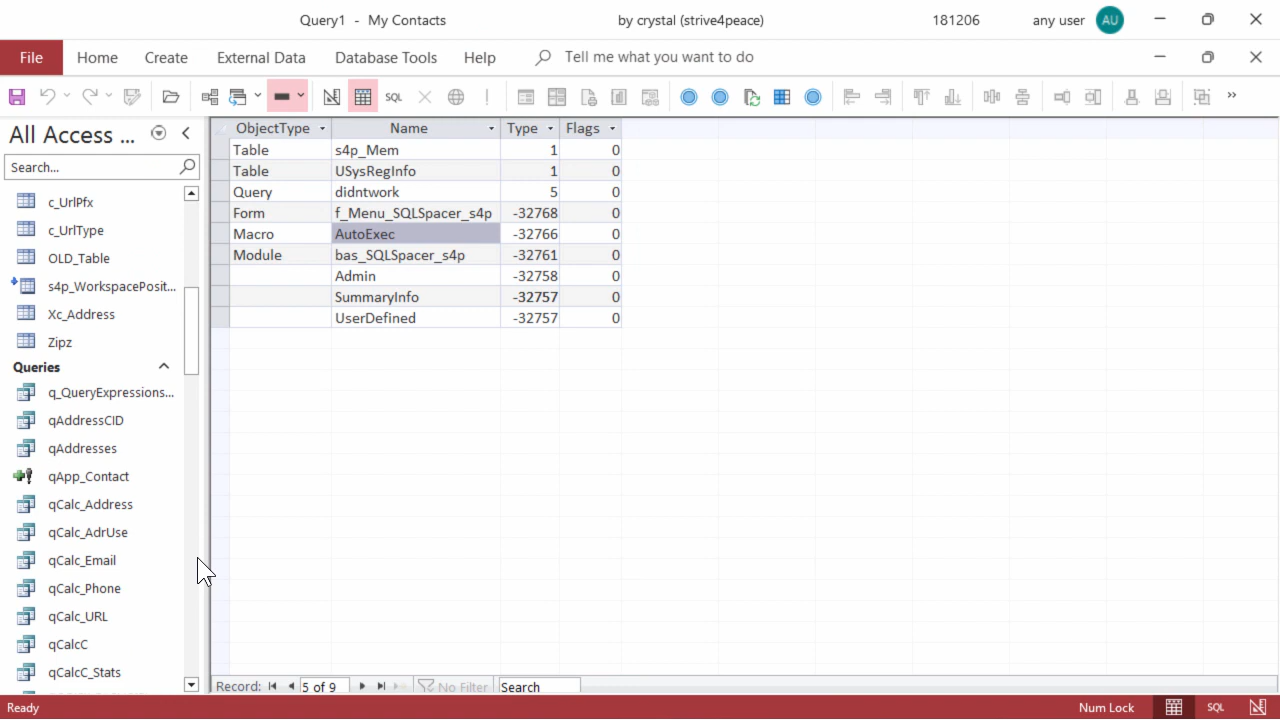 Query1 - My Contacts by crystal (strive4peace) 181206 any user AU
File Home Create External Data Database Tools Help Tell me what you want to do
SQL
All Access ...
Search...
c_UrlPfx
c_UrlType
OLD_Table
s4p_WorkspacePosit...
Xc_Address
Zipz
Queries
q_QueryExpressions...
qAddressCID
qAddresses
qApp_Contact
qCalc_Address
qCalc_AdrUse
qCalc_Email
qCalc_Phone
qCalc_URL
qCalcC
qCalcC_Stats
ObjectType Name Type Flags
Table s4p_Mem 1 0
Table USysRegInfo 1 0
Query didntwork 5 0
Form f_Menu_SQLSpacer_s4p -32768 0
Macro AutoExec -32766 0
Module bas_SQLSpacer_s4p -32761 0
Admin -32758 0
SummaryInfo -32757 0
UserDefined -32757 0
Record: 5 of 9 No Filter Search
Ready Num Lock SQL